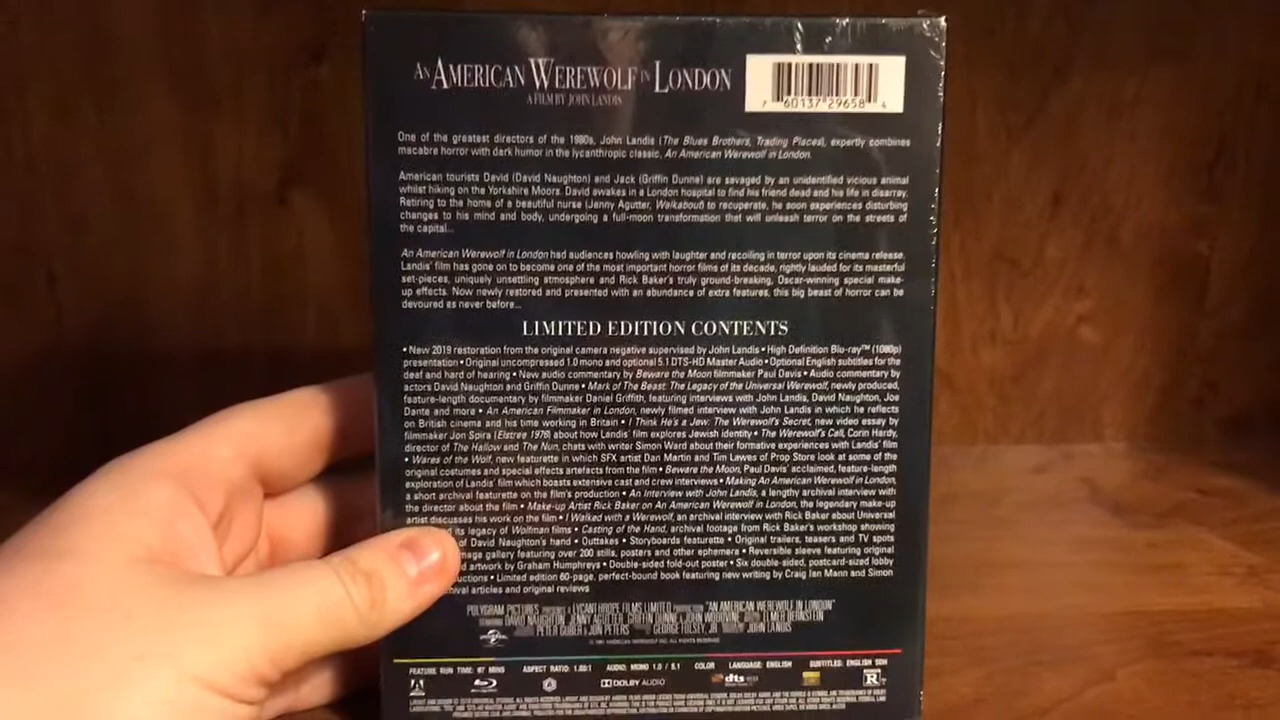 AN AMERICAN WEREWOLF IN LONDON
A FILM BY JOHN LANDIS
7 60137 29658 4
One of the greatest directors of the 1980s, John Landis (The Blues Brothers, Trading Places), expertly combines
macabre horror with dark humor in the lycanthropic classic, An American Werewolf in London.
American tourists David (David Naughton) and Jack (Griffin Dunne) are savaged by an unidentified vicious animal
whilst hiking on the Yorkshire Moors. David awakes in a London hospital to find his friend dead and his life in disarray.
Retiring to the home of a beautiful nurse (Jenny Agutter, Walkabout) to recuperate, he soon experiences disturbing
changes to his mind and body, undergoing a full-moon transformation that will unleash terror on the streets of
the capital...
An American Werewolf in London had audiences howling with laughter and recoiling in terror upon its cinema release.
Landis' film has gone on to become one of the most important horror films of its decade, rightly lauded for its masterful
set-pieces, uniquely unsettling atmosphere and Rick Baker's truly ground-breaking, Oscar-winning special make-
up effects. Now newly restored and presented with an abundance of extra features, this big beast of horror can be
devoured as never before...
LIMITED EDITION CONTENTS
• New 2019 restoration from the original camera negative supervised by John Landis • High Definition Blu-ray™ (1080p)
presentation • Original uncompressed 1.0 mono and optional 5.1 DTS-HD Master Audio • Optional English subtitles for the
deaf and hard of hearing • New audio commentary by Beware the Moon filmmaker Paul Davis • Audio commentary by
actors David Naughton and Griffin Dunne • Mark of The Beast: The Legacy of the Universal Werewolf, newly produced,
feature-length documentary by filmmaker Daniel Griffith, featuring interviews with John Landis, David Naughton, Joe
Dante and more • An American Filmmaker in London, newly filmed interview with John Landis in which he reflects
on British cinema and his time working in Britain • I Think He's a Jew: The Werewolf's Secret, new video essay by
filmmaker Jon Spira (Elstree 1976) about how Landis' film explores Jewish identity • The Werewolf's Call, Corin Hardy,
director of The Hallow and The Nun, chats with writer Simon Ward about their formative experiences with Landis' film
• Wares of the Wolf, new featurette in which SFX artist Dan Martin and Tim Lawes of Prop Store look at some of the
original costumes and special effects artefacts from the film • Beware the Moon, Paul Davis' acclaimed, feature-length
exploration of Landis' film which boasts extensive cast and crew interviews • Making An American Werewolf in London,
a short archival featurette on the film's production • An Interview with John Landis, a lengthy archival interview with
the director about the film • Make-up Artist Rick Baker on An American Werewolf in London, the legendary make-up
artist discusses his work on the film • I Walked with a Werewolf, an archival interview with Rick Baker about Universal
its legacy of Wolfman films • Casting of the Hand, archival footage from Rick Baker's workshop showing
of David Naughton's hand • Outtakes • Storyboards featurette • Original trailers, teasers and TV spots
mage gallery featuring over 200 stills, posters and other ephemera • Reversible sleeve featuring original
d artwork by Graham Humphreys • Double-sided fold-out poster • Six double-sided, postcard-sized lobby
uctions • Limited edition 60-page, perfect-bound book featuring new writing by Craig Ian Mann and Simon
ival articles and original reviews
POLYGRAM PICTURES PRESENTS A LYCANTHROPE FILMS LIMITED PRODUCTION "AN AMERICAN WEREWOLF IN LONDON"
DAVID NAUGHTON, JENNY AGUTTER, GRIFFIN DUNNE & JOHN WOODVINE ELMER BERNSTEIN
PETER GUBER & JON PETERS GEORGE FOLSEY, JR. JOHN LANDIS
FEATURE RUN TIME: 97 MINS ASPECT RATIO: 1.85:1 AUDIO: MONO 1.0 / 5.1 COLOR LANGUAGE: ENGLISH SUBTITLES: ENGLISH SDH
Blu-ray DOLBY AUDIO dts R